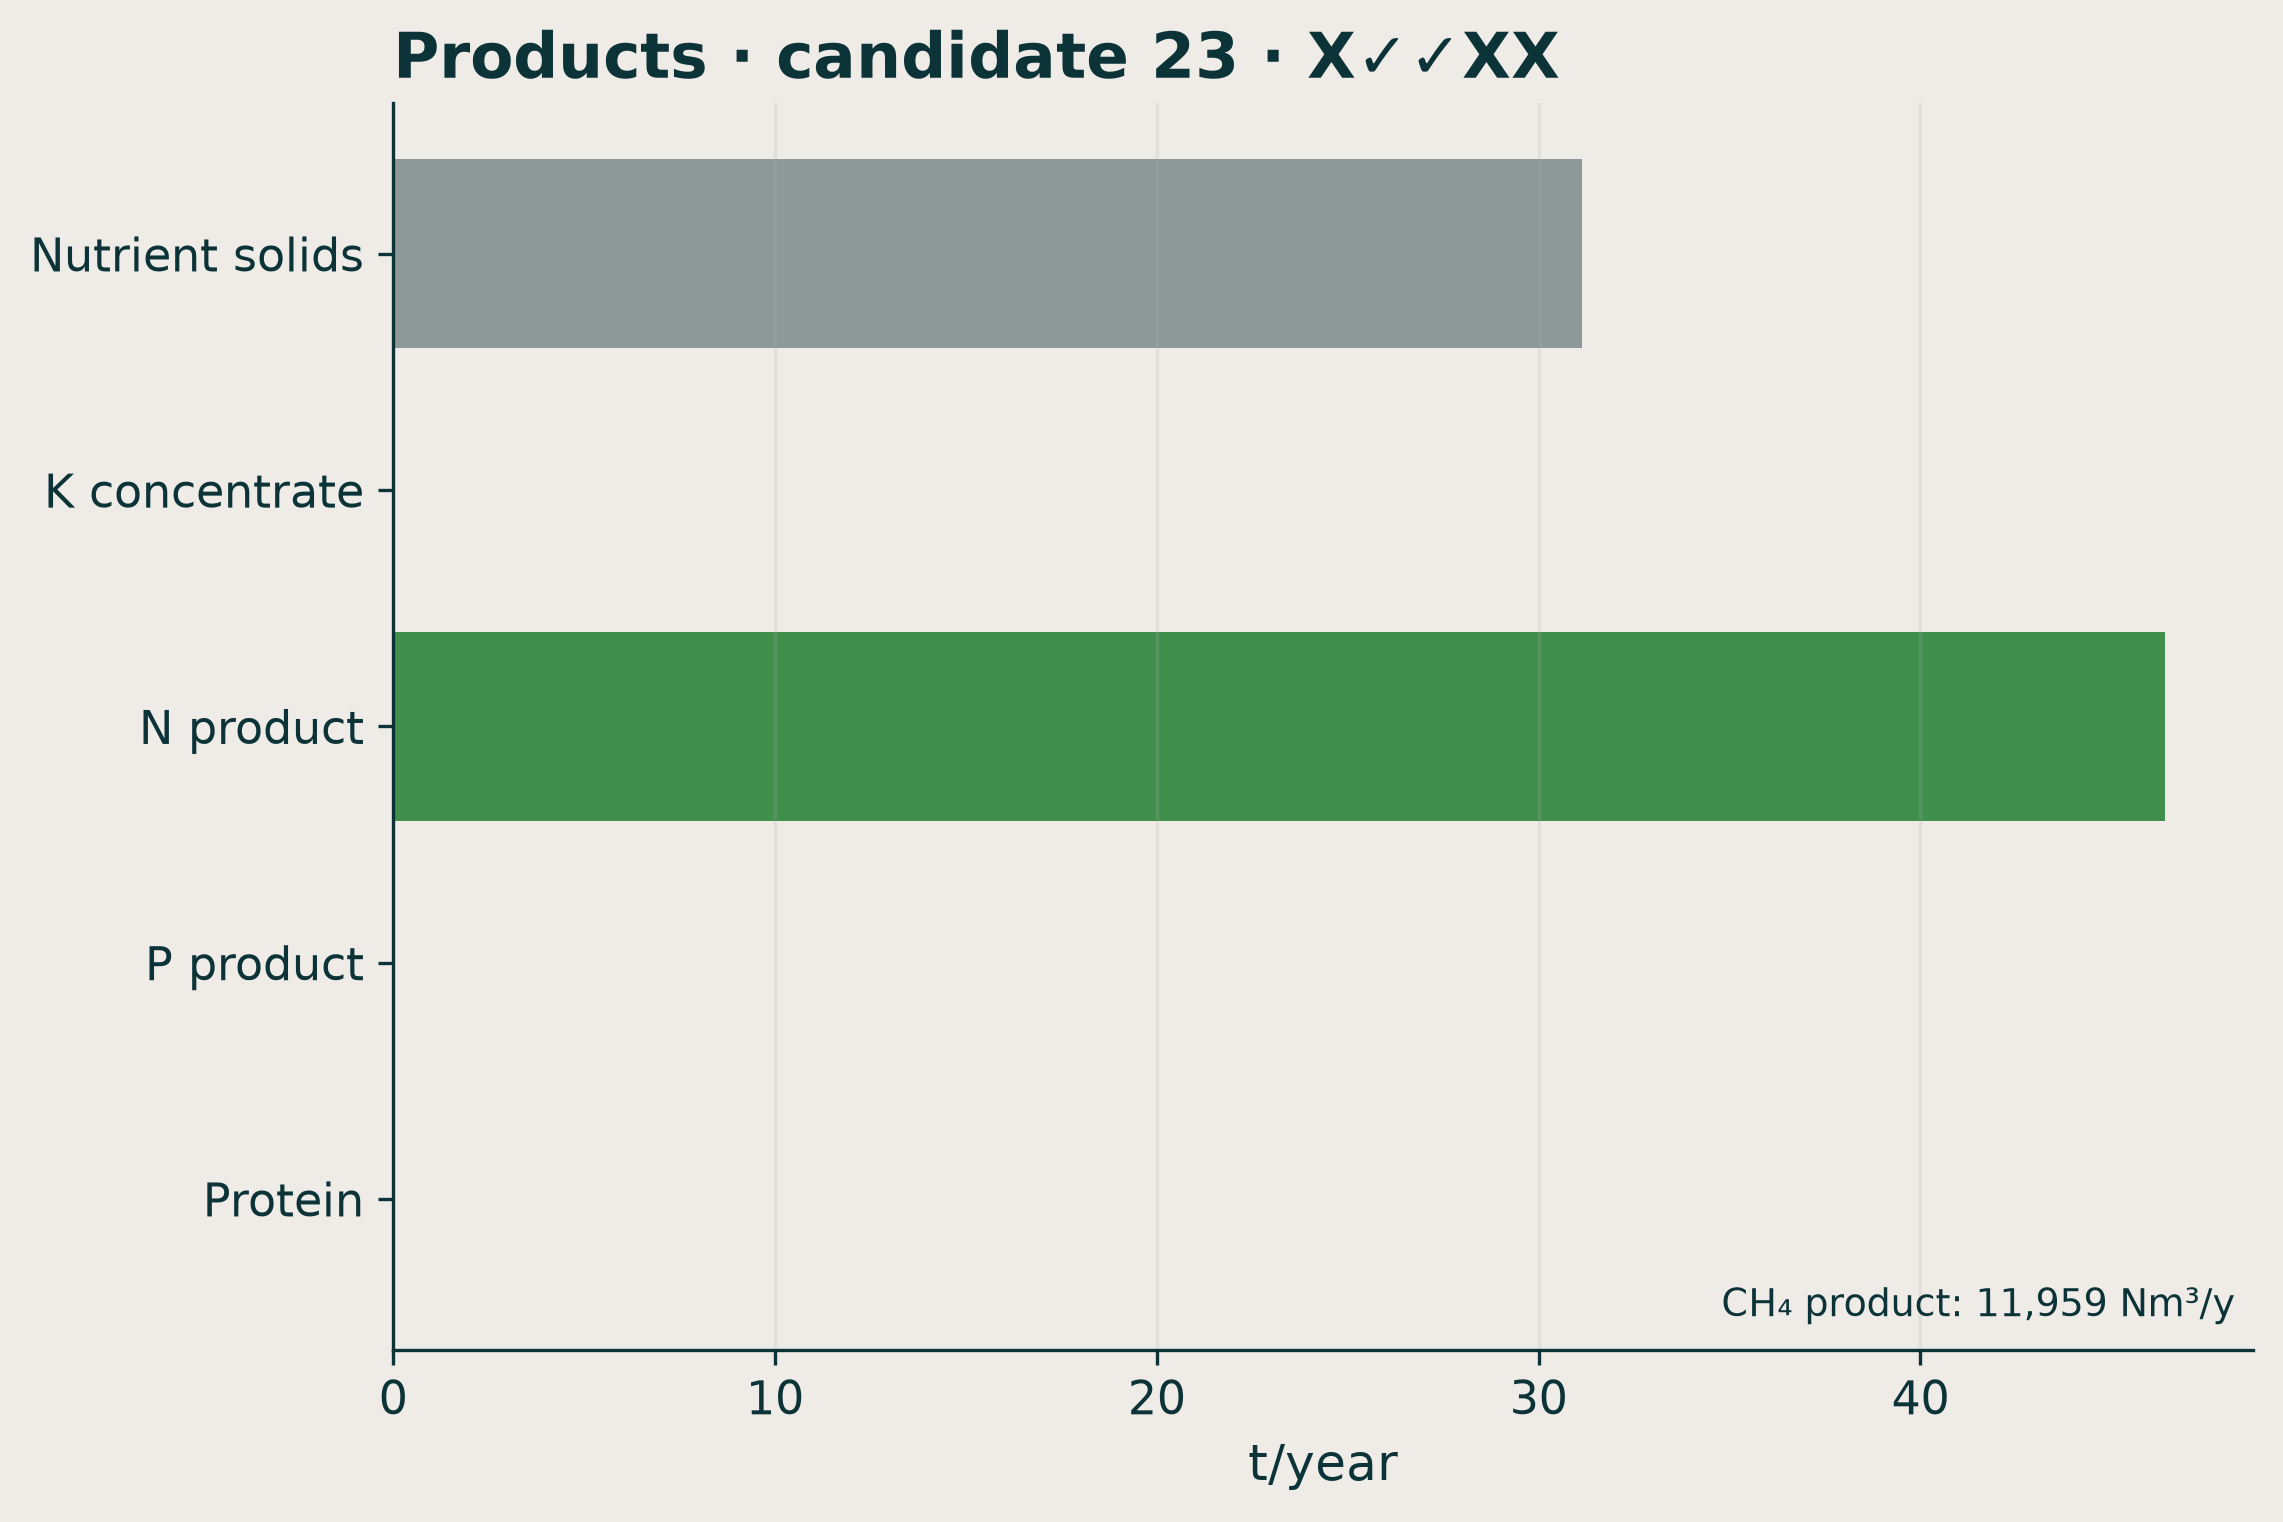 Products · candidate 23 · X✓✓XX
Nutrient solids
K concentrate
N product
P product
Protein
CH₄ product: 11,959 Nm³/y
0 10 20 30 40
t/year